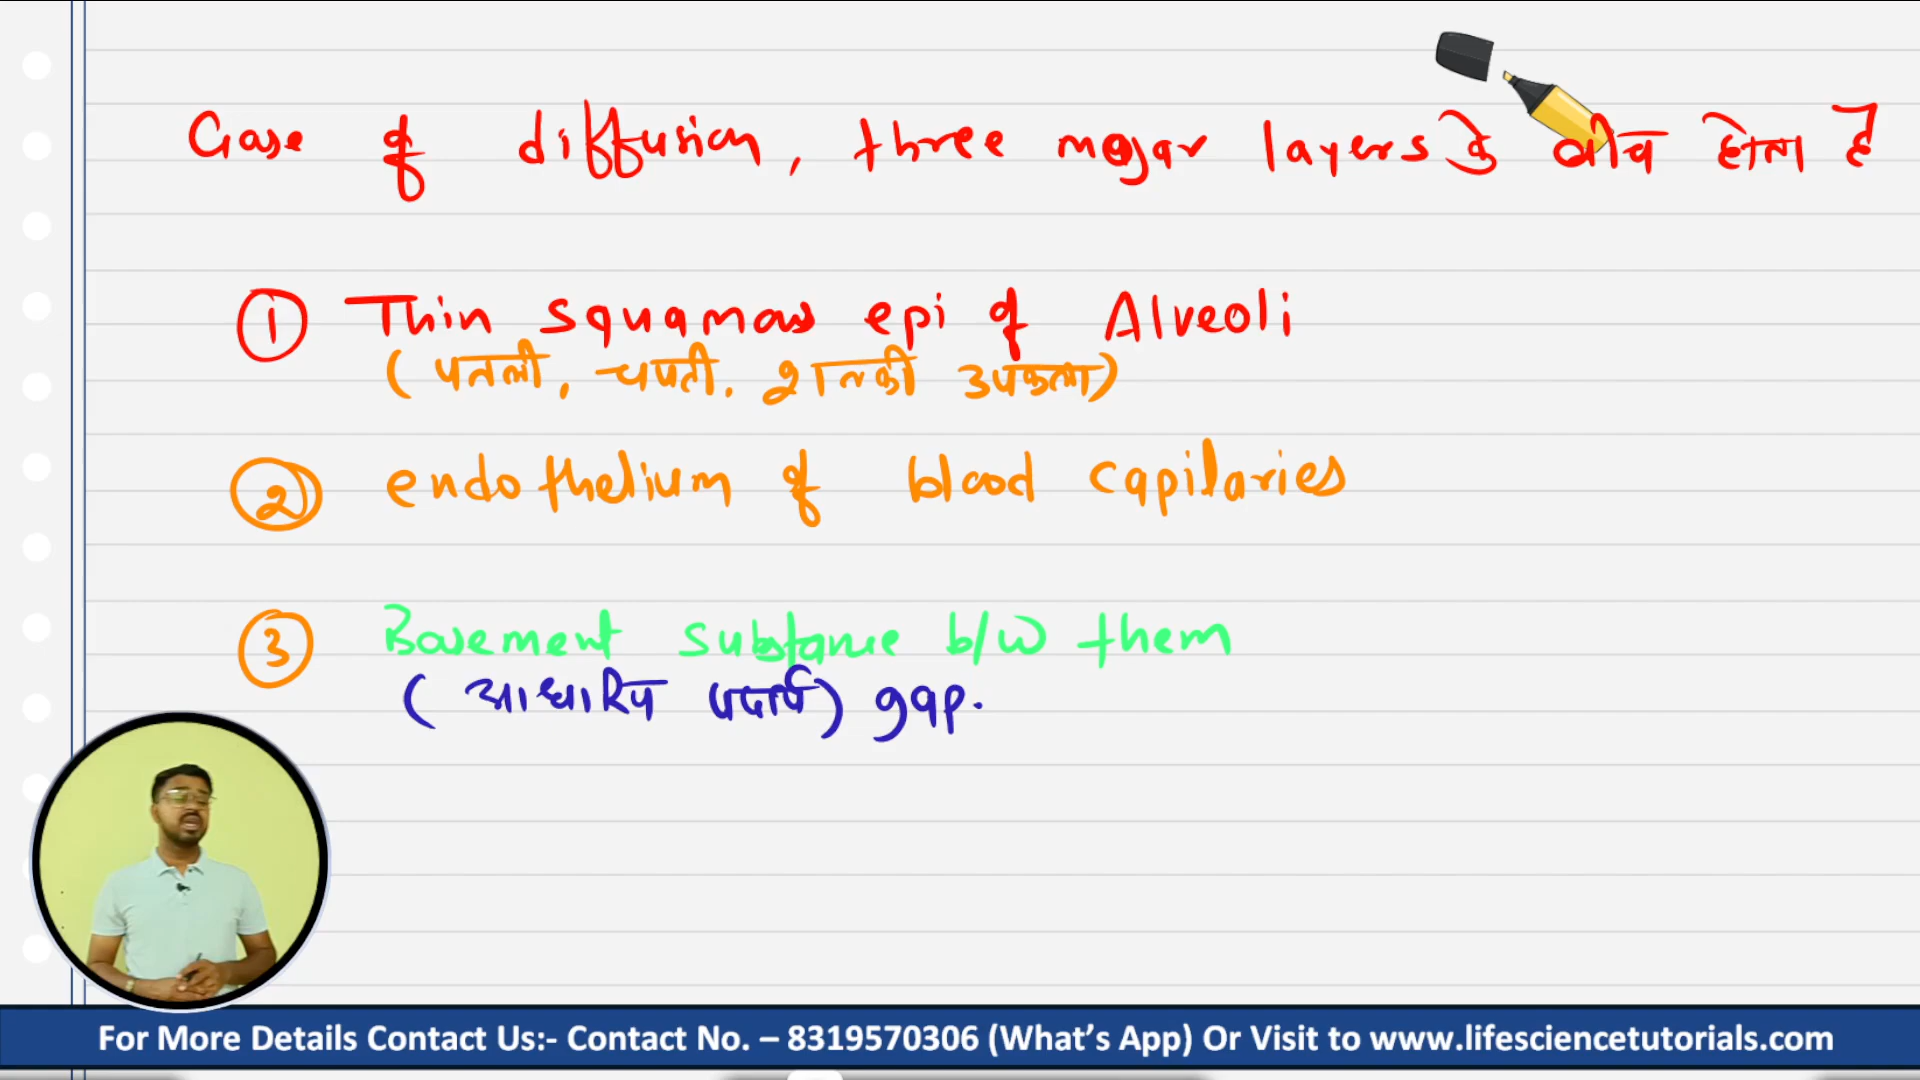 Case of diffusion, three major layers के बीच होता है
① Thin squamous epi of Alveoli
(पतली, चपटी, शल्की उपकला)
② endothelium of blood capilaries
③ Basement substance b/w them
(आधारिय पदार्थ) gap.
For More Details Contact Us:- Contact No. – 8319570306 (What's App) Or Visit to www.lifesciencetutorials.com